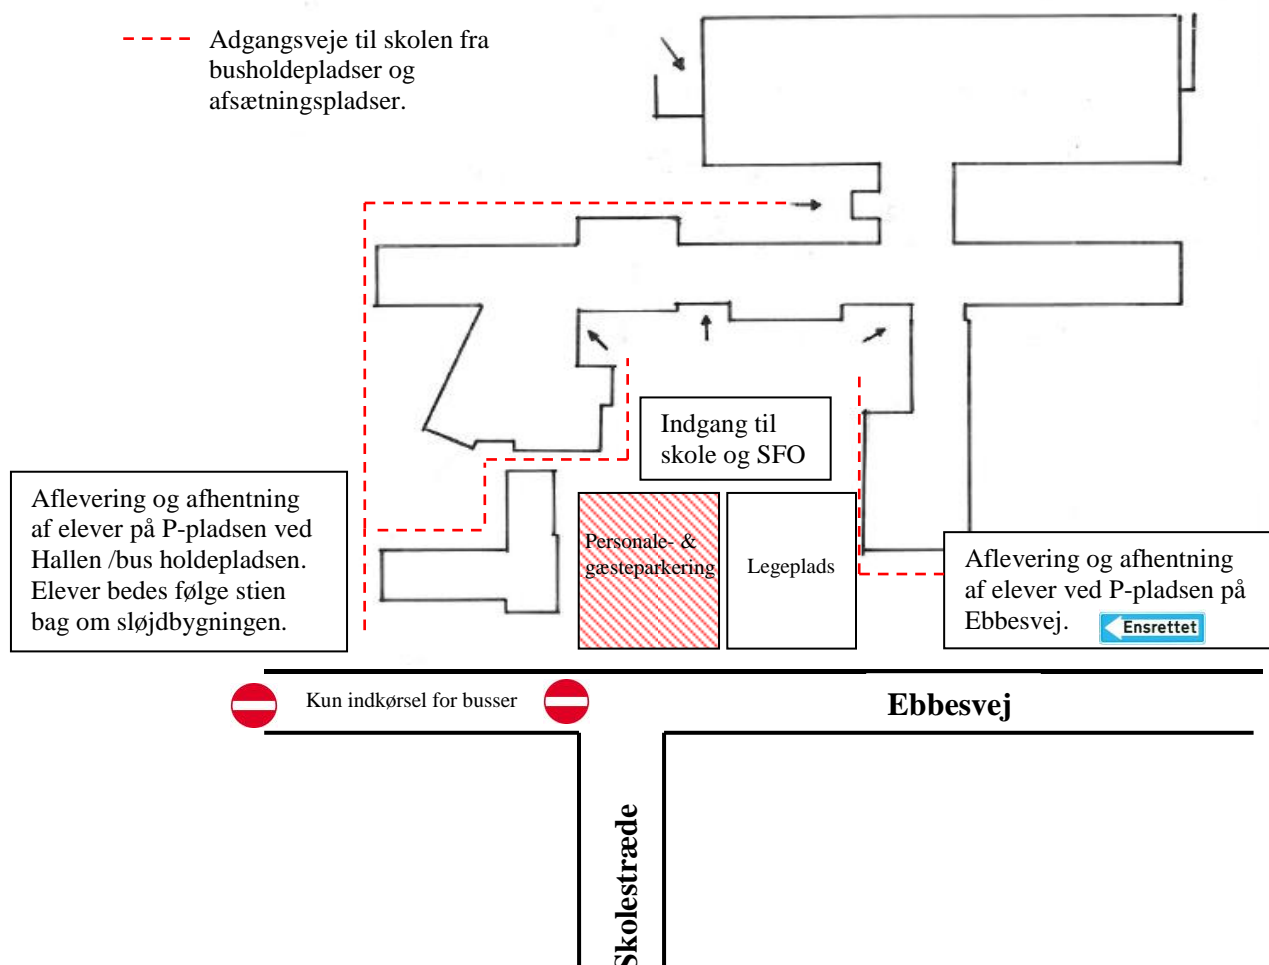 Adgangsveje til skolen fra
busholdepladser og
afsætningspladser.
Indgang til
skole og SFO
Aflevering og afhentning
af elever på P-pladsen ved
Hallen /bus holdepladsen.
Elever bedes følge stien
bag om sløjdbygningen.
Personale- &
gæsteparkering
Legeplads
Aflevering og afhentning
af elever ved P-pladsen på
Ebbesvej.
Ensrettet
Kun indkørsel for busser
Ebbesvej
Skolestræde